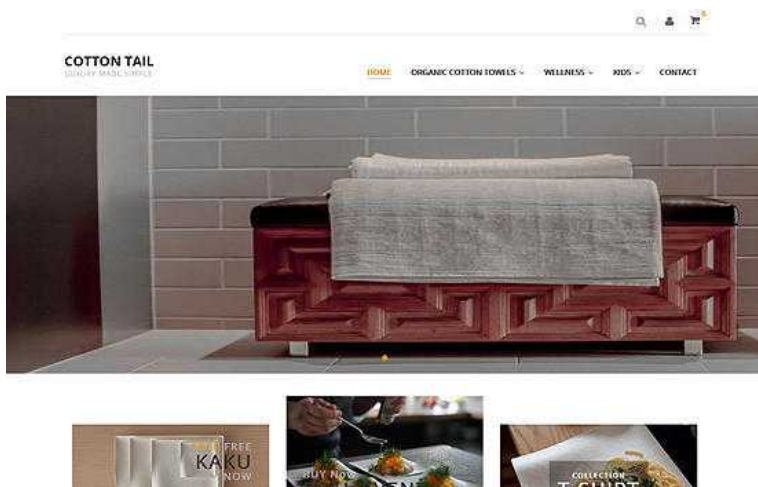 COTTON TAIL
LUXURY MADE SIMPLE
HOME ORGANIC COTTON TOWELS WELLNESS KIDS CONTACT
FREE
KAKU
NOW
BUY Now
COLLECTION
T-SHIRT